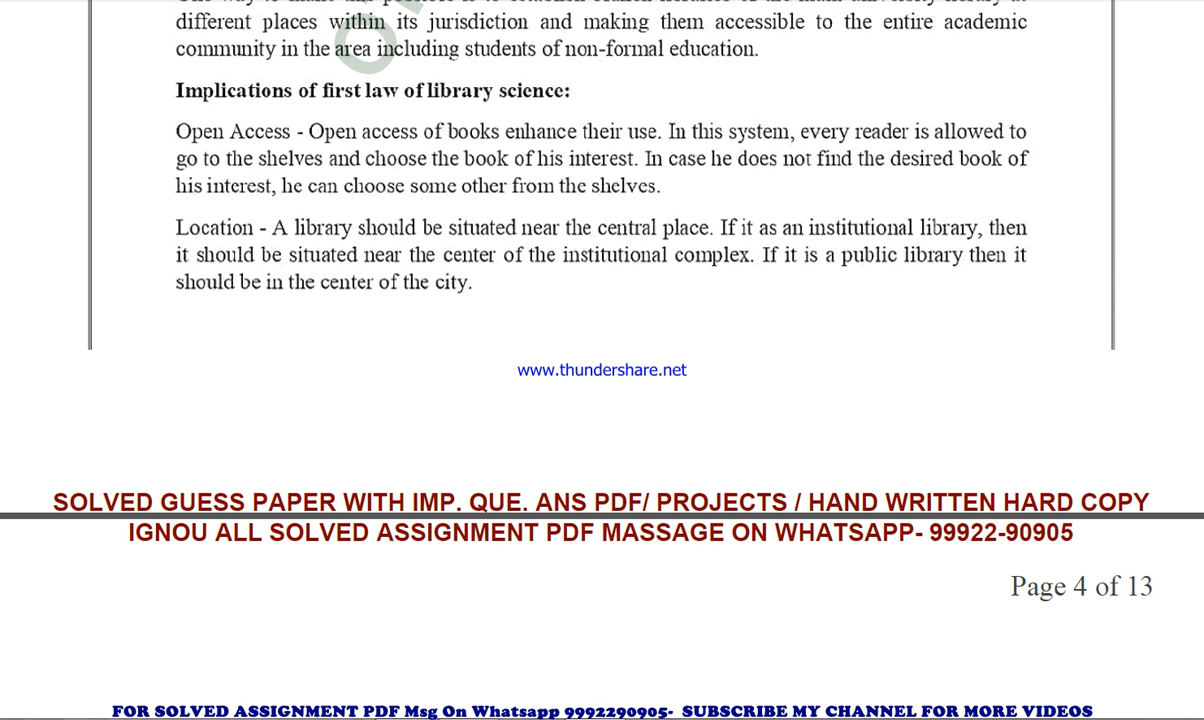 different places within its jurisdiction and making them accessible to the entire academic
community in the area including students of non-formal education.
Implications of first law of library science:
Open Access - Open access of books enhance their use. In this system, every reader is allowed to
go to the shelves and choose the book of his interest. In case he does not find the desired book of
his interest, he can choose some other from the shelves.
Location - A library should be situated near the central place. If it as an institutional library, then
it should be situated near the center of the institutional complex. If it is a public library then it
should be in the center of the city.
www.thundershare.net
SOLVED GUESS PAPER WITH IMP. QUE. ANS PDF/ PROJECTS / HAND WRITTEN HARD COPY
IGNOU ALL SOLVED ASSIGNMENT PDF MASSAGE ON WHATSAPP- 99922-90905
Page 4 of 13
FOR SOLVED ASSIGNMENT PDF Msg On Whatsapp 9992290905- SUBSCRIBE MY CHANNEL FOR MORE VIDEOS